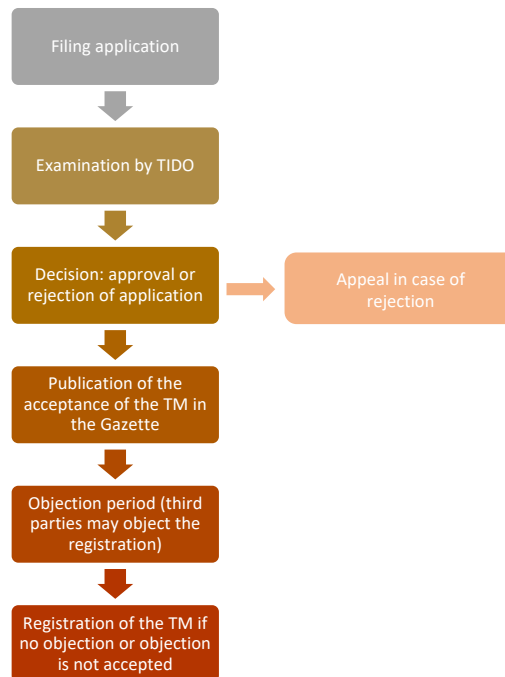 Filing application
Examination by TIDO
Decision: approval or
rejection of application
Appeal in case of
rejection
Publication of the
acceptance of the TM in
the Gazette
Objection period (third
parties may object the
registration)
Registration of the TM if
no objection or objection
is not accepted